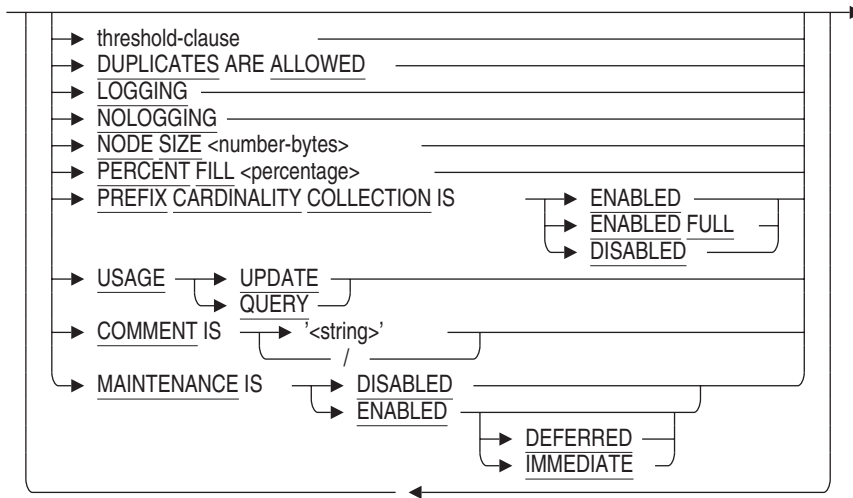 threshold-clause
DUPLICATES ARE ALLOWED
LOGGING
NOLOGGING
NODE SIZE <number-bytes>
PERCENT FILL <percentage>
PREFIX CARDINALITY COLLECTION IS ENABLED
ENABLED FULL
DISABLED
USAGE UPDATE
QUERY
COMMENT IS '<string>'
/
MAINTENANCE IS DISABLED
ENABLED
DEFERRED
IMMEDIATE